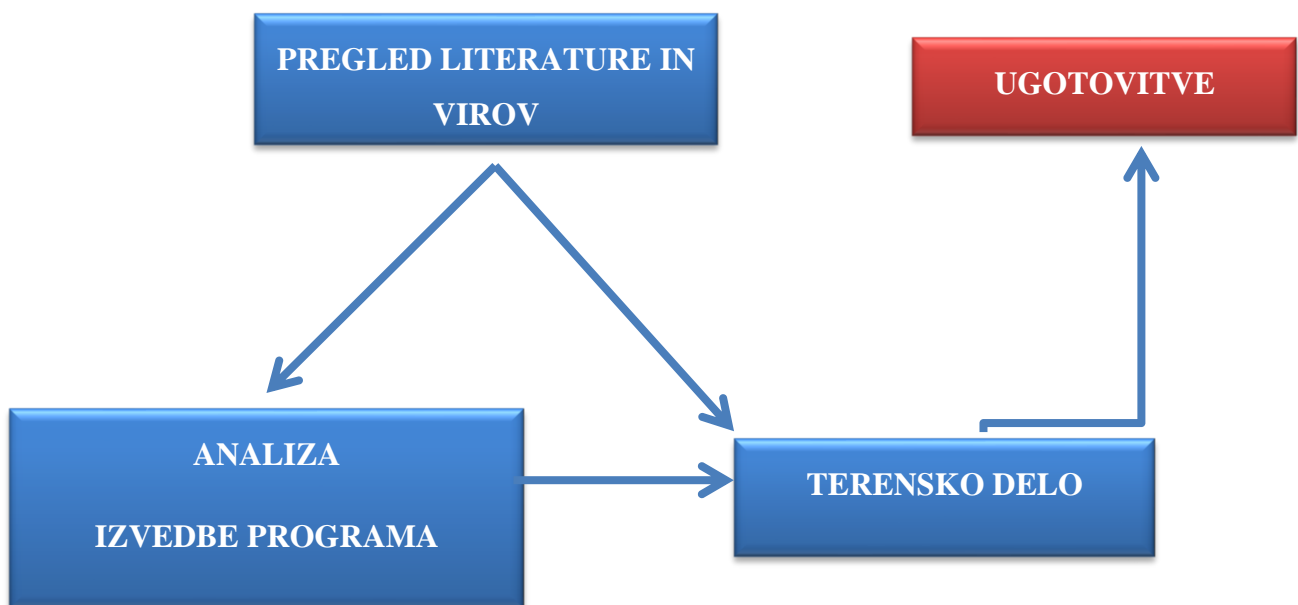 PREGLED LITERATURE IN
VIROV
UGOTOVITVE
ANALIZA
IZVEDBE PROGRAMA
TERENSKO DELO